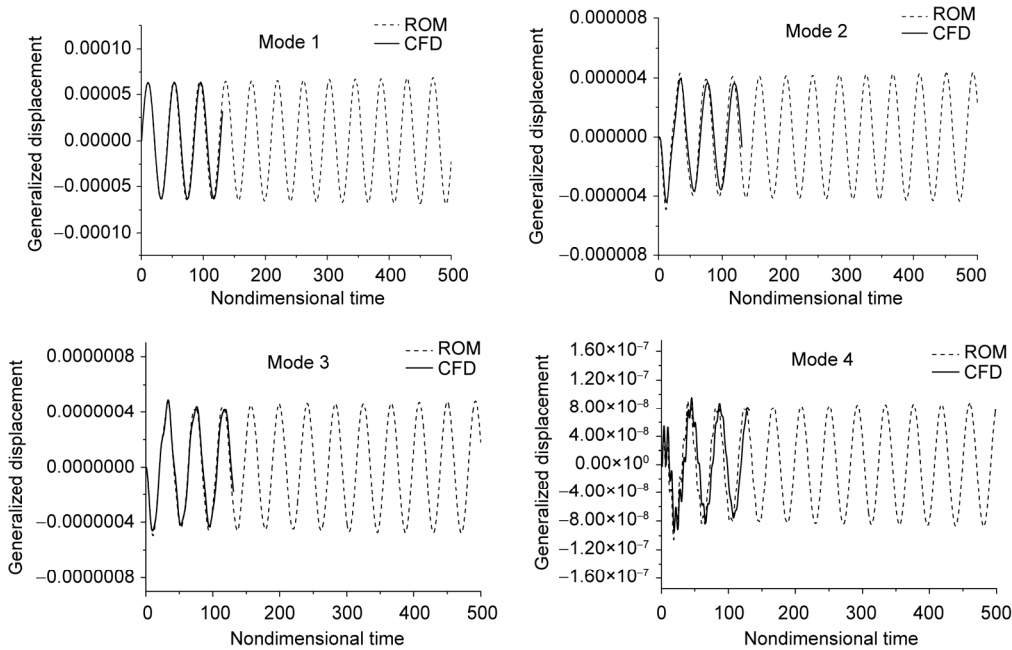 Mode 1
ROM
CFD
0.00010
0.00005
0.00000
−0.00005
−0.00010
Generalized displacement
0 100 200 300 400 500
Nondimensional time
Mode 2
ROM
CFD
0.000008
0.000004
0.000000
−0.000004
−0.000008
Generalized displacement
0 100 200 300 400 500
Nondimensional time
Mode 3
ROM
CFD
0.0000008
0.0000004
0.0000000
−0.0000004
−0.0000008
Generalized displacement
0 100 200 300 400 500
Nondimensional time
Mode 4
ROM
CFD
1.60×10⁻⁷
1.20×10⁻⁷
8.00×10⁻⁸
4.00×10⁻⁸
0.00×10⁰
−4.00×10⁻⁸
−8.00×10⁻⁸
−1.20×10⁻⁷
−1.60×10⁻⁷
Generalized displacement
0 100 200 300 400 500
Nondimensional time